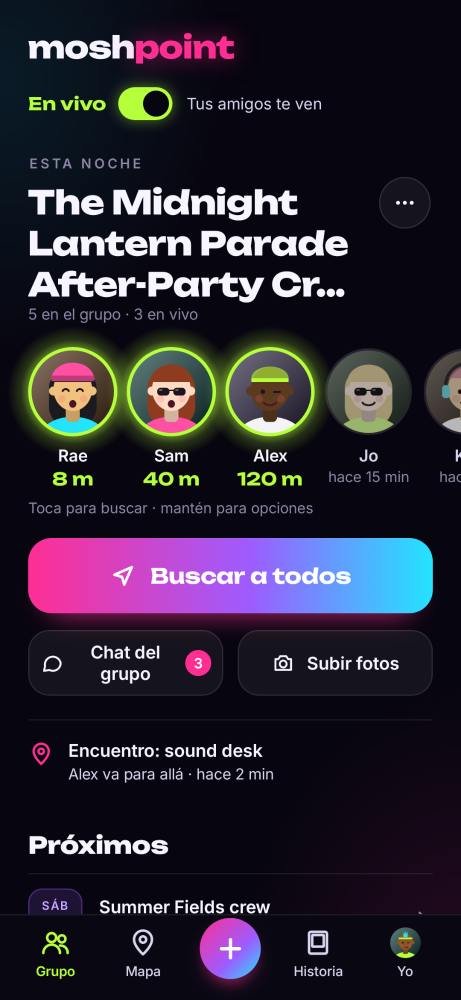 moshpoint
En vivo Tus amigos te ven
ESTA NOCHE
The Midnight
Lantern Parade
After-Party Cr...
5 en el grupo · 3 en vivo
Rae Sam Alex Jo
8 m 40 m 120 m hace 15 min
Toca para buscar · mantén para opciones
Buscar a todos
Chat del
grupo 3 Subir fotos
Encuentro: sound desk
Alex va para allá · hace 2 min
Próximos
SÁB Summer Fields crew
Grupo Mapa Historia Yo